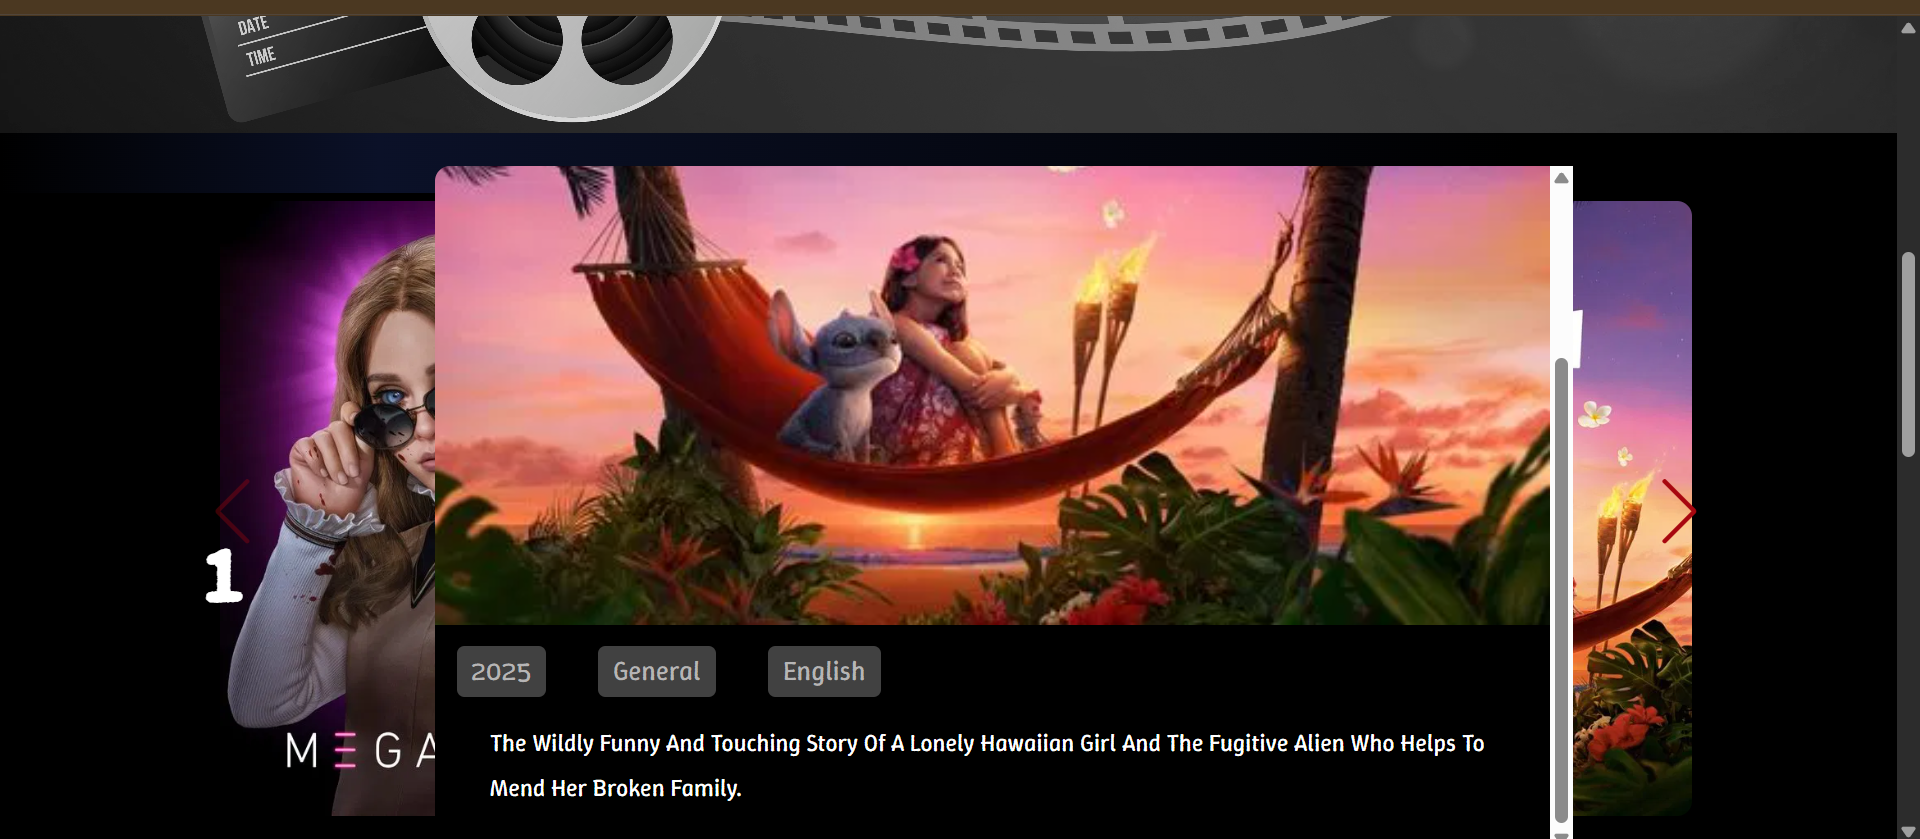 DATE
TIME
1
MEGA
2025
General
English
The Wildly Funny And Touching Story Of A Lonely Hawaiian Girl And The Fugitive Alien Who Helps To
Mend Her Broken Family.